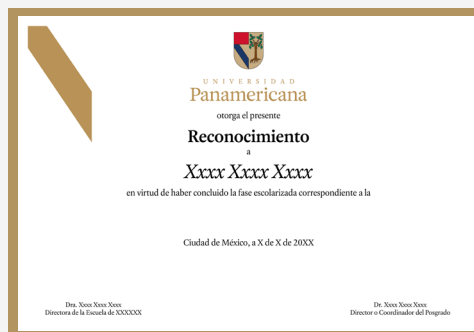 UNIVERSIDAD
Panamericana
otorga el presente
Reconocimiento
a
Xxxx Xxxx Xxxx
en virtud de haber concluido la fase escolarizada correspondiente a la
Ciudad de México, a X de X de 20XX
Dra. Xxxx Xxxx Xxxx
Directora de la Escuela de XXXXXX
Dr. Xxxx Xxxx Xxxx
Director o Coordinador del Posgrado